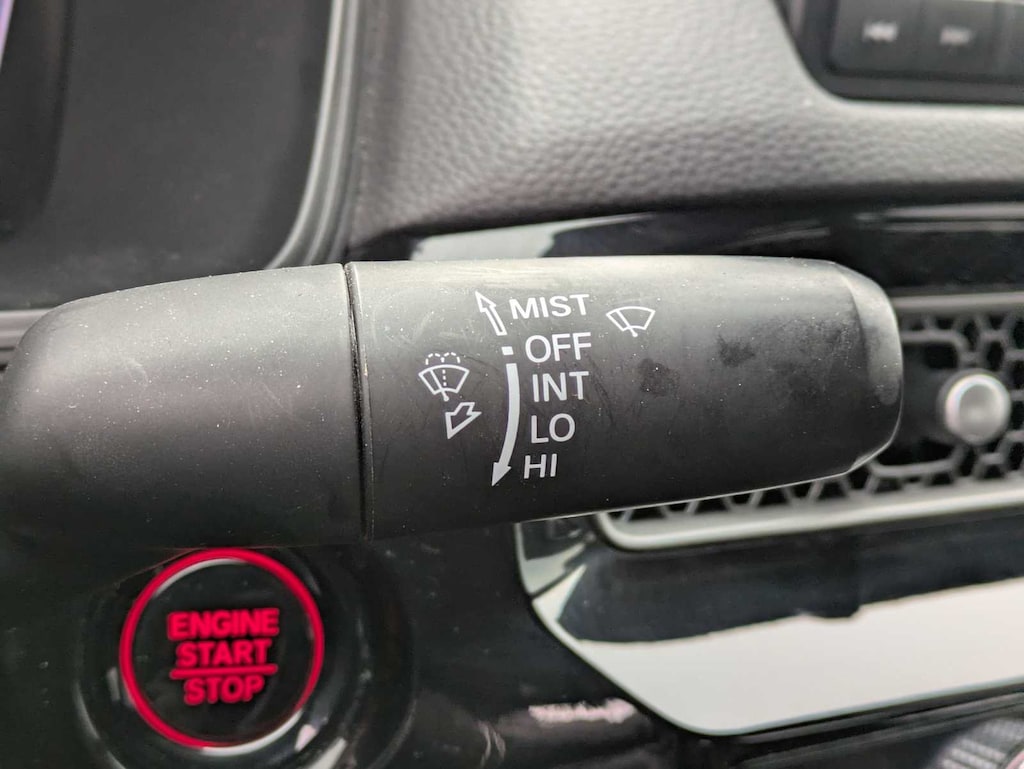 MIST
OFF
INT
LO
HI
ENGINE
START
STOP